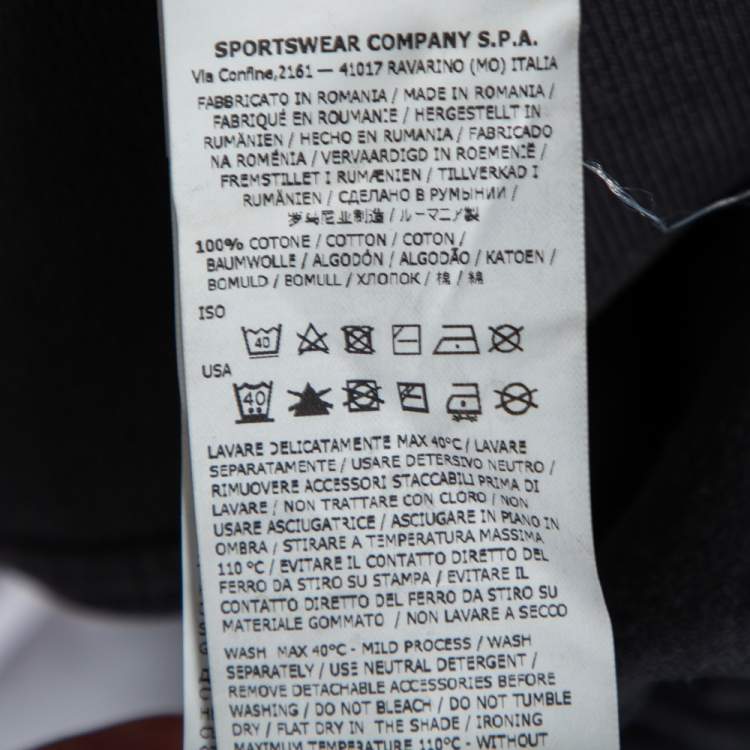 SPORTSWEAR COMPANY S.P.A.
Via Confine,2161 — 41017 RAVARINO (MO) ITALIA
FABBRICATO IN ROMANIA / MADE IN ROMANIA /
FABRIQUÉ EN ROUMANIE / HERGESTELLT IN
RUMÄNIEN / HECHO EN RUMANIA / FABRICADO
NA ROMÉNIA / VERVAARDIGD IN ROEMENIË /
FREMSTILLET I RUMÆNIEN / TILLVERKAD I
RUMÄNIEN / СДЕЛАНО В РУМЫНИИ /
罗马尼亚制造 / ルーマニア製
100% COTONE / COTTON / COTON /
BAUMWOLLE / ALGODÓN / ALGODÃO / KATOEN /
BOMULD / BOMULL / ХЛОПОК / 棉 / 綿
ISO
40
USA
40
LAVARE DELICATAMENTE MAX 40°C / LAVARE
SEPARATAMENTE / USARE DETERSIVO NEUTRO /
RIMUOVERE ACCESSORI STACCABILI PRIMA DI
LAVARE / NON TRATTARE CON CLORO / NON
USARE ASCIUGATRICE / ASCIUGARE IN PIANO IN
OMBRA / STIRARE A TEMPERATURA MASSIMA
110 °C / EVITARE IL CONTATTO DIRETTO DEL
FERRO DA STIRO SU STAMPA / EVITARE IL
CONTATTO DIRETTO DEL FERRO DA STIRO SU
MATERIALE GOMMATO / NON LAVARE A SECCO
WASH MAX 40°C - MILD PROCESS / WASH
SEPARATELY / USE NEUTRAL DETERGENT /
REMOVE DETACHABLE ACCESSORIES BEFORE
WASHING / DO NOT BLEACH / DO NOT TUMBLE
DRY / FLAT DRY IN THE SHADE / IRONING
MAXIMUM TEMPERATURE 110°C - WITHOUT